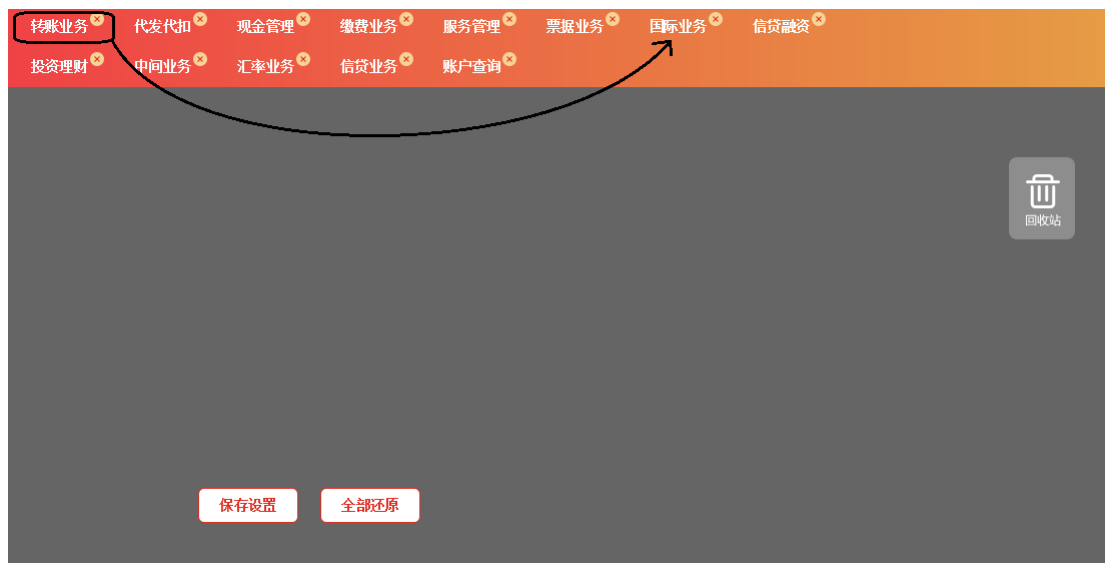 转账业务 代发代扣 现金管理 缴费业务 服务管理 票据业务 国际业务 信贷融资
投资理财 中间业务 汇率业务 信贷业务 账户查询
回收站
保存设置 全部还原